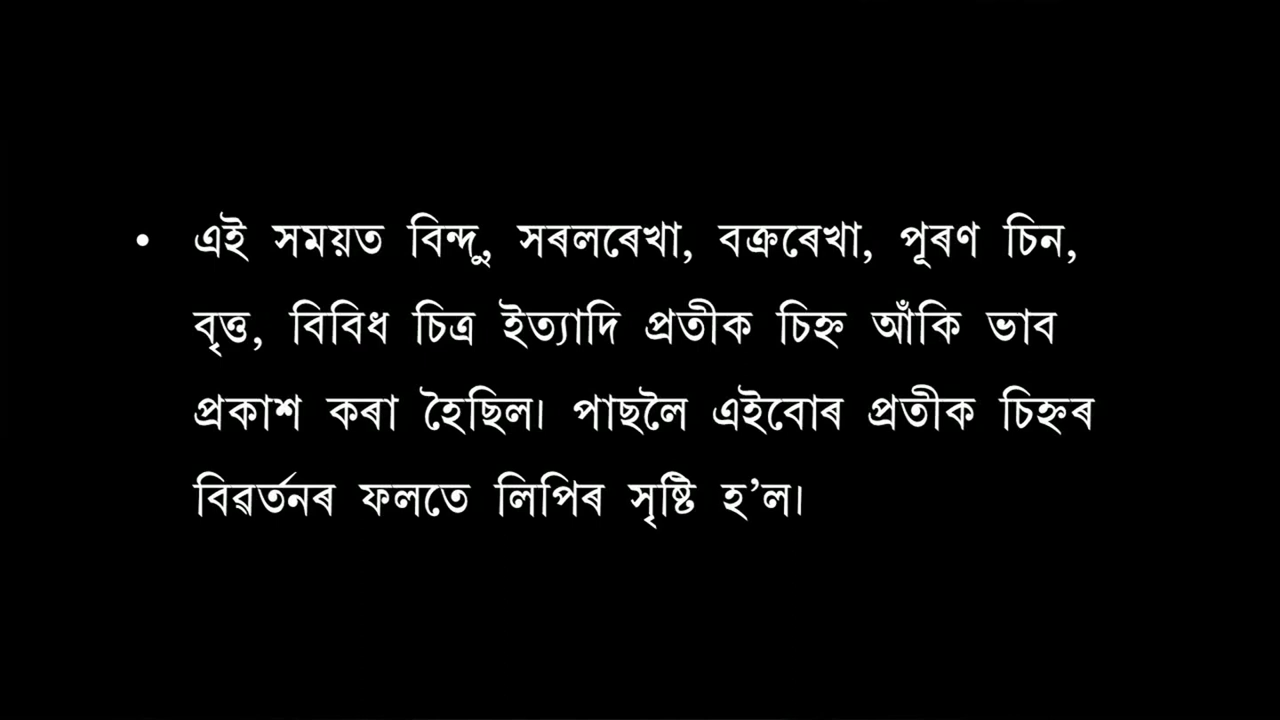 • এই সময়ত বিন্দু, সৰলৰেখা, বক্ৰৰেখা, পূৰণ চিন,
বৃত্ত, বিবিধ চিত্ৰ ইত্যাদি প্ৰতীক চিহ্ন আঁকি ভাব
প্ৰকাশ কৰা হৈছিল। পাছলৈ এইবোৰ প্ৰতীক চিহ্নৰ
বিৱৰ্তনৰ ফলতে লিপিৰ সৃষ্টি হ’ল।